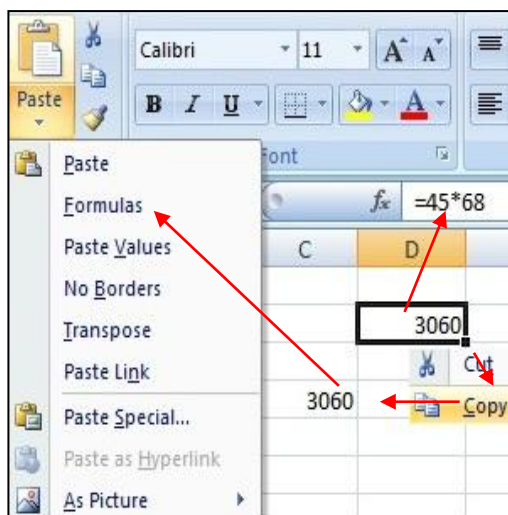 Calibri 11 A A
Paste
B I U A
Font
Paste
Formulas
Paste Values
No Borders
Transpose
Paste Link
Paste Special...
Paste as Hyperlink
As Picture
fx =45*68
C D
3060
Cut
3060 Copy